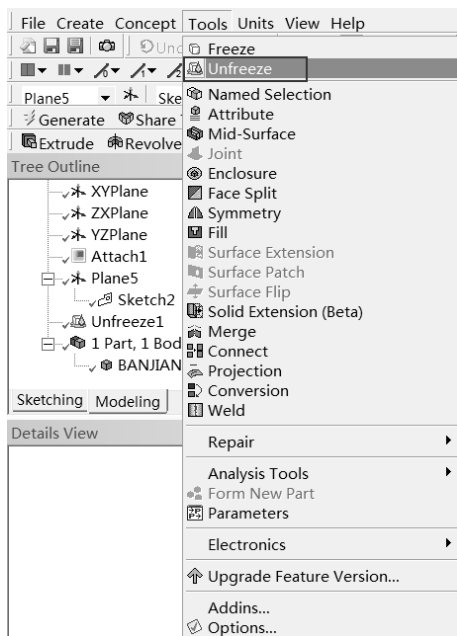 File Create Concept Tools Units View Help
Und
Freeze
Unfreeze
Plane5 Ske
Named Selection
Generate Share
Attribute
Extrude Revolve
Mid-Surface
Joint
Tree Outline
Enclosure
XYPlane
Face Split
ZXPlane
Symmetry
YZPlane
Fill
Attach1
Surface Extension
Plane5
Surface Patch
Sketch2
Surface Flip
Unfreeze1
Solid Extension (Beta)
1 Part, 1 Bod
Merge
BANJIAN
Connect
Projection
Sketching Modeling
Conversion
Weld
Details View
Repair
Analysis Tools
Form New Part
Parameters
Electronics
Upgrade Feature Version...
Addins...
Options...